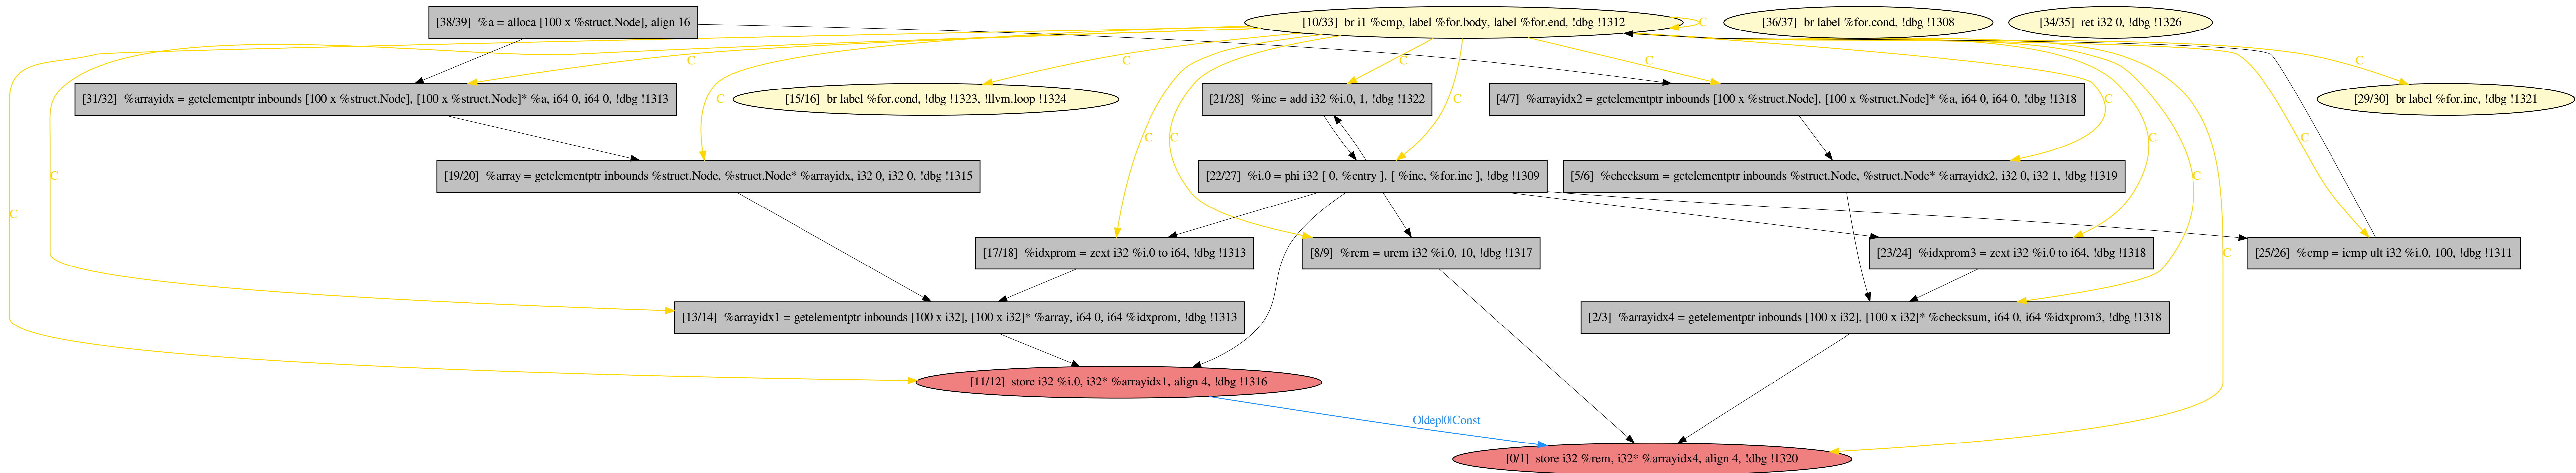 [38/39] %a = alloca [100 x %struct.Node], align 16
[10/33] br i1 %cmp, label %for.body, label %for.end, !dbg !1312
C
[36/37] br label %for.cond, !dbg !1308
[34/35] ret i32 0, !dbg !1326
C
C
C
C
C
[31/32] %arrayidx = getelementptr inbounds [100 x %struct.Node], [100 x %struct.Node]* %a, i64 0, i64 0, !dbg !1313
C
[15/16] br label %for.cond, !dbg !1323, !llvm.loop !1324
[21/28] %inc = add i32 %i.0, 1, !dbg !1322
C
[4/7] %arrayidx2 = getelementptr inbounds [100 x %struct.Node], [100 x %struct.Node]* %a, i64 0, i64 0, !dbg !1318
C
[29/30] br label %for.inc, !dbg !1321
C
C
C
C
C
[19/20] %array = getelementptr inbounds %struct.Node, %struct.Node* %arrayidx, i32 0, i32 0, !dbg !1315
[22/27] %i.0 = phi i32 [ 0, %entry ], [ %inc, %for.inc ], !dbg !1309
[5/6] %checksum = getelementptr inbounds %struct.Node, %struct.Node* %arrayidx2, i32 0, i32 1, !dbg !1319
C
C
C
[17/18] %idxprom = zext i32 %i.0 to i64, !dbg !1313
[8/9] %rem = urem i32 %i.0, 10, !dbg !1317
[23/24] %idxprom3 = zext i32 %i.0 to i64, !dbg !1318
C
[25/26] %cmp = icmp ult i32 %i.0, 100, !dbg !1311
[13/14] %arrayidx1 = getelementptr inbounds [100 x i32], [100 x i32]* %array, i64 0, i64 %idxprom, !dbg !1313
[2/3] %arrayidx4 = getelementptr inbounds [100 x i32], [100 x i32]* %checksum, i64 0, i64 %idxprom3, !dbg !1318
[11/12] store i32 %i.0, i32* %arrayidx1, align 4, !dbg !1316
O|dep|0|Const
[0/1] store i32 %rem, i32* %arrayidx4, align 4, !dbg !1320